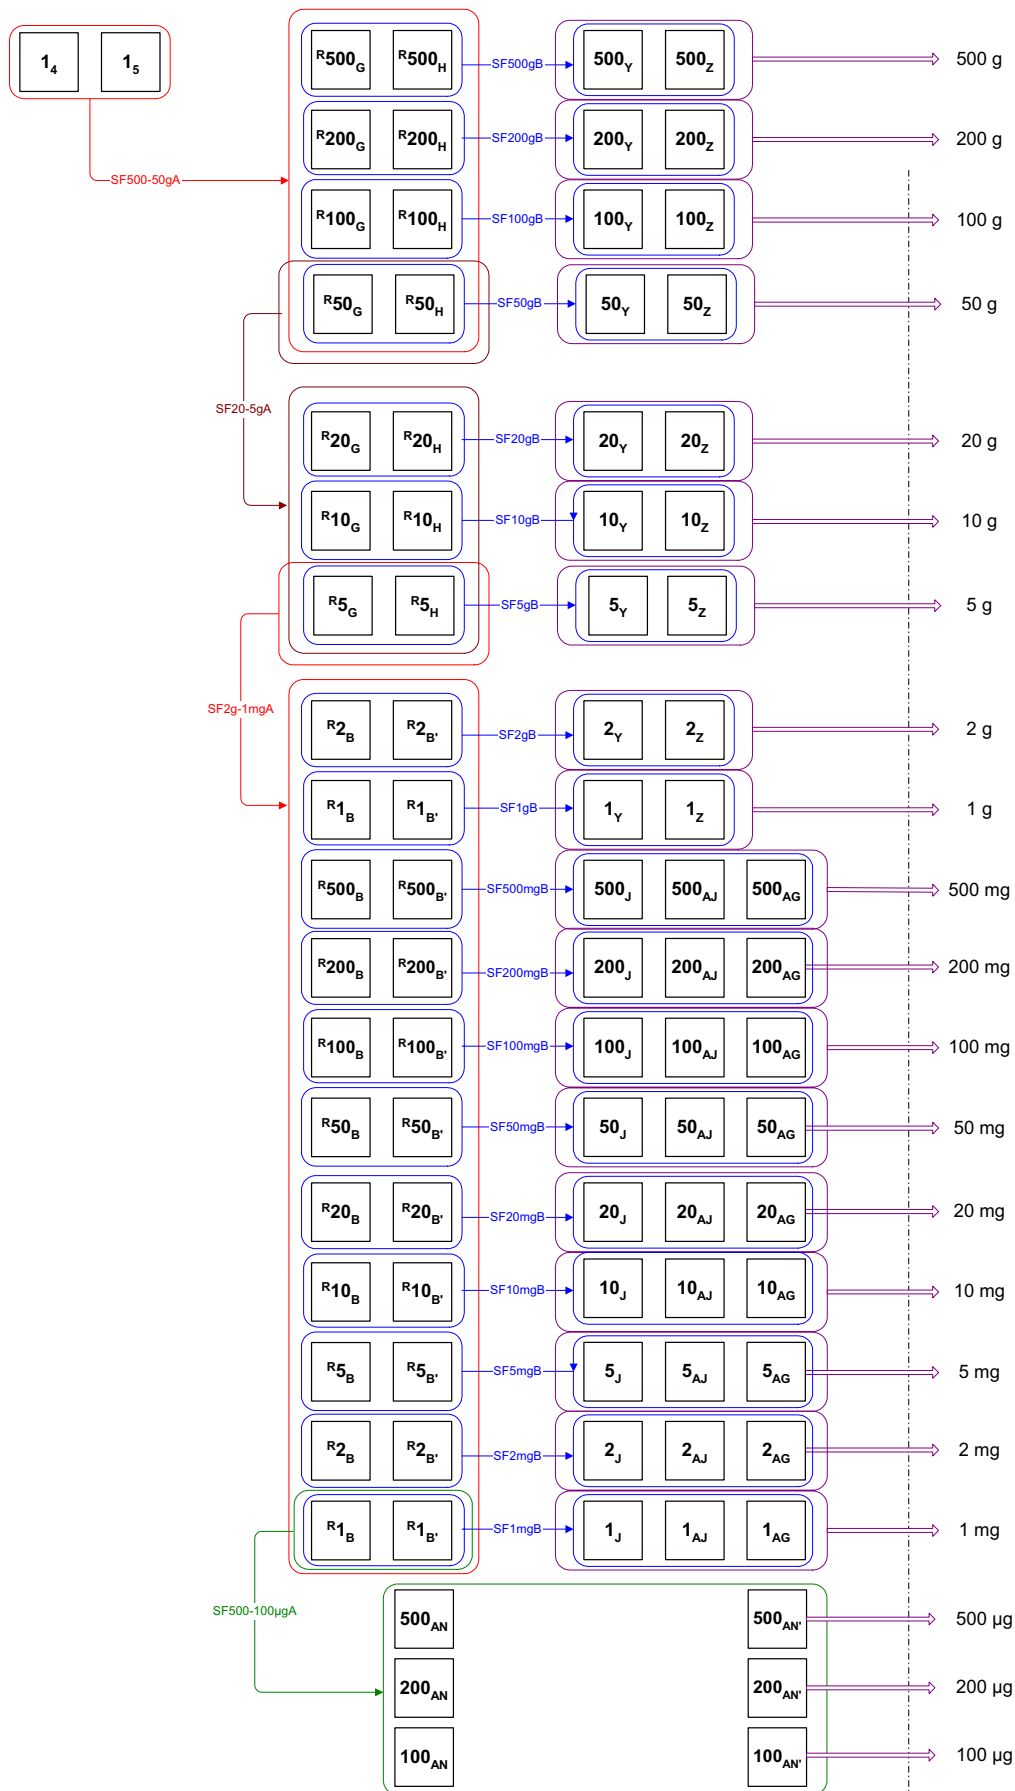 1₄ 1₅
ᴿ500G ᴿ500H SF500gB 500Y 500Z 500 g
ᴿ200G ᴿ200H SF200gB 200Y 200Z 200 g
SF500-50gA
ᴿ100G ᴿ100H SF100gB 100Y 100Z 100 g
ᴿ50G ᴿ50H SF50gB 50Y 50Z 50 g
SF20-5gA
ᴿ20G ᴿ20H SF20gB 20Y 20Z 20 g
ᴿ10G ᴿ10H SF10gB 10Y 10Z 10 g
ᴿ5G ᴿ5H SF5gB 5Y 5Z 5 g
SF2g-1mgA
ᴿ2B ᴿ2B' SF2gB 2Y 2Z 2 g
ᴿ1B ᴿ1B' SF1gB 1Y 1Z 1 g
ᴿ500B ᴿ500B' SF500mgB 500J 500AJ 500AG 500 mg
ᴿ200B ᴿ200B' SF200mgB 200J 200AJ 200AG 200 mg
ᴿ100B ᴿ100B' SF100mgB 100J 100AJ 100AG 100 mg
ᴿ50B ᴿ50B' SF50mgB 50J 50AJ 50AG 50 mg
ᴿ20B ᴿ20B' SF20mgB 20J 20AJ 20AG 20 mg
ᴿ10B ᴿ10B' SF10mgB 10J 10AJ 10AG 10 mg
ᴿ5B ᴿ5B' SF5mgB 5J 5AJ 5AG 5 mg
ᴿ2B ᴿ2B' SF2mgB 2J 2AJ 2AG 2 mg
ᴿ1B ᴿ1B' SF1mgB 1J 1AJ 1AG 1 mg
SF500-100µgA
500AN 500AN' 500 µg
200AN 200AN' 200 µg
100AN 100AN' 100 µg